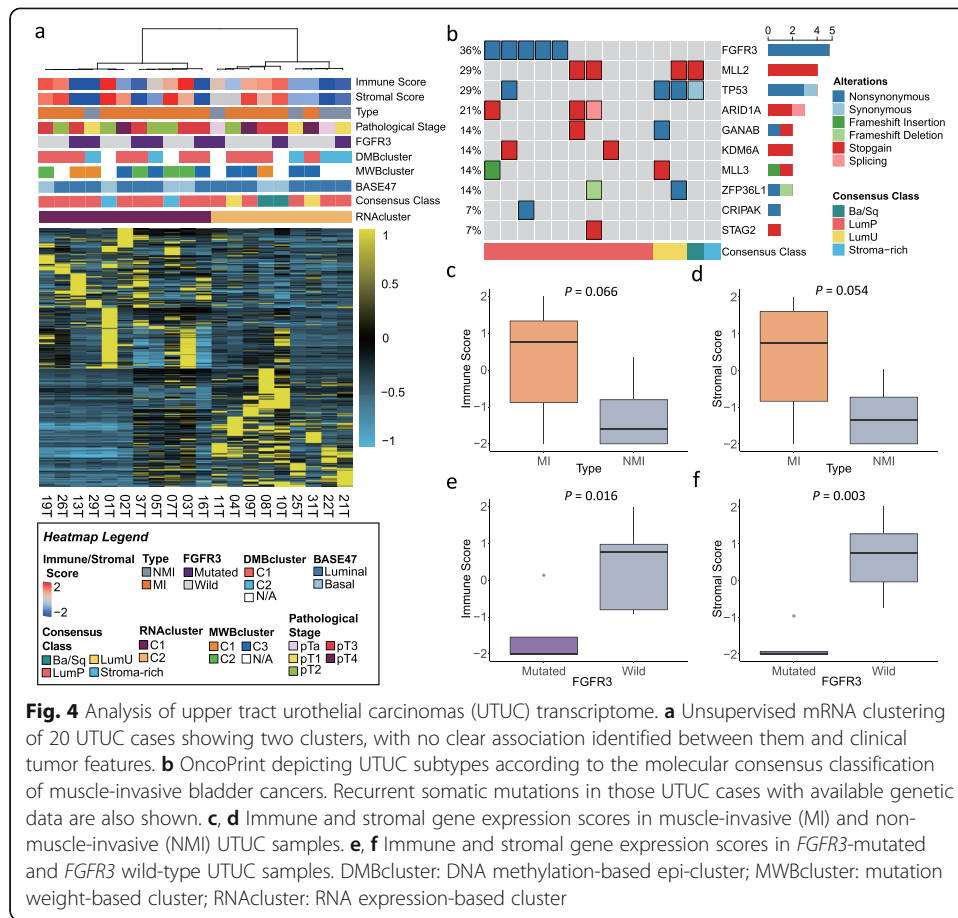 a
Immune Score
Stromal Score
Type
Pathological Stage
FGFR3
DMBcluster
MWBcluster
BASE47
Consensus Class
RNAcluster
1
0.5
0
−0.5
−1
19T 26T 13T 29T 01T 02T 37T 05T 07T 03T 16T 11T 04T 09T 08T 10T 25T 31T 22T 21T
Heatmap Legend
Immune/Stromal Score
2
−2
Type
NMI
MI
FGFR3
Mutated
Wild
DMBcluster
C1
C2
N/A
BASE47
Luminal
Basal
Consensus Class
Ba/Sq
LumP
LumU
Stroma-rich
RNAcluster
C1
C2
MWBcluster
C1
C2
C3
N/A
Pathological Stage
pTa
pT1
pT2
pT3
pT4
b
0 2 4 5
36% FGFR3
29% MLL2
29% TP53
21% ARID1A
14% GANAB
14% KDM6A
14% MLL3
14% ZFP36L1
7% CRIPAK
7% STAG2
Consensus Class
Alterations
Nonsynonymous
Synonymous
Frameshift Insertion
Frameshift Deletion
Stopgain
Splicing
Consensus Class
Ba/Sq
LumP
LumU
Stroma−rich
c
P = 0.066
Immune Score
2
1
0
−1
−2
MI NMI
Type
d
P = 0.054
Stromal Score
2
1
0
−1
−2
MI NMI
Type
e
P = 0.016
Immune Score
2
1
0
−1
−2
Mutated Wild
FGFR3
f
P = 0.003
Stromal Score
2
1
0
−1
−2
Mutated Wild
FGFR3
Fig. 4 Analysis of upper tract urothelial carcinomas (UTUC) transcriptome. a Unsupervised mRNA clustering
of 20 UTUC cases showing two clusters, with no clear association identified between them and clinical
tumor features. b OncoPrint depicting UTUC subtypes according to the molecular consensus classification
of muscle-invasive bladder cancers. Recurrent somatic mutations in those UTUC cases with available genetic
data are also shown. c, d Immune and stromal gene expression scores in muscle-invasive (MI) and non-
muscle-invasive (NMI) UTUC samples. e, f Immune and stromal gene expression scores in FGFR3-mutated
and FGFR3 wild-type UTUC samples. DMBcluster: DNA methylation-based epi-cluster; MWBcluster: mutation
weight-based cluster; RNAcluster: RNA expression-based cluster